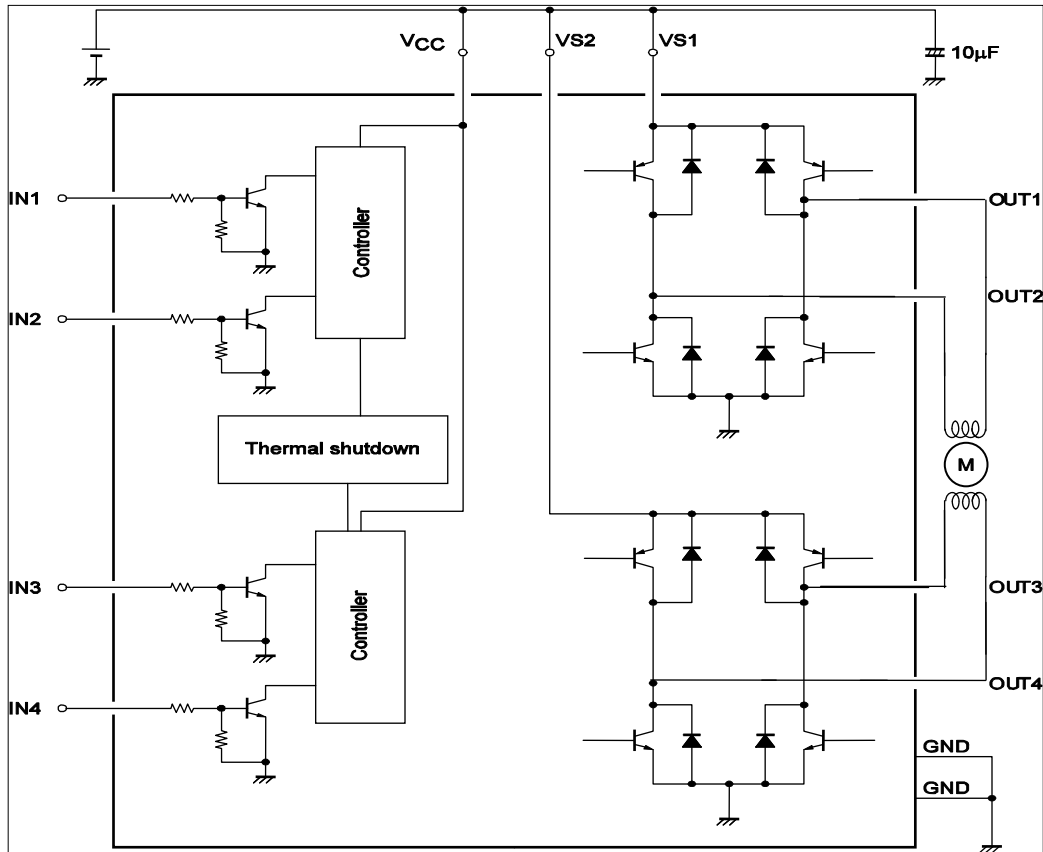 VCC
VS2
VS1
10μF
IN1
Controller
OUT1
IN2
OUT2
Thermal shutdown
M
IN3
Controller
OUT3
IN4
OUT4
GND
GND